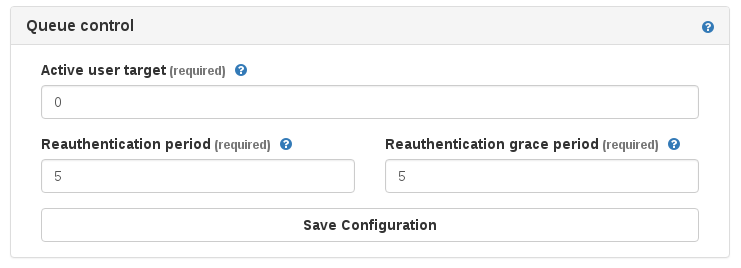 Queue control
Active user target (required)
0
Reauthentication period (required) Reauthentication grace period (required)
5 5
Save Configuration